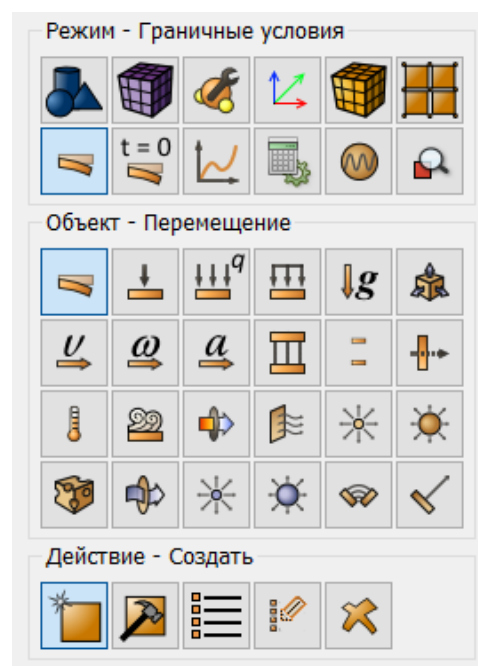 Режим - Граничные условия
t = 0
Объект - Перемещение
q
g
υ
ω
a
Действие - Создать